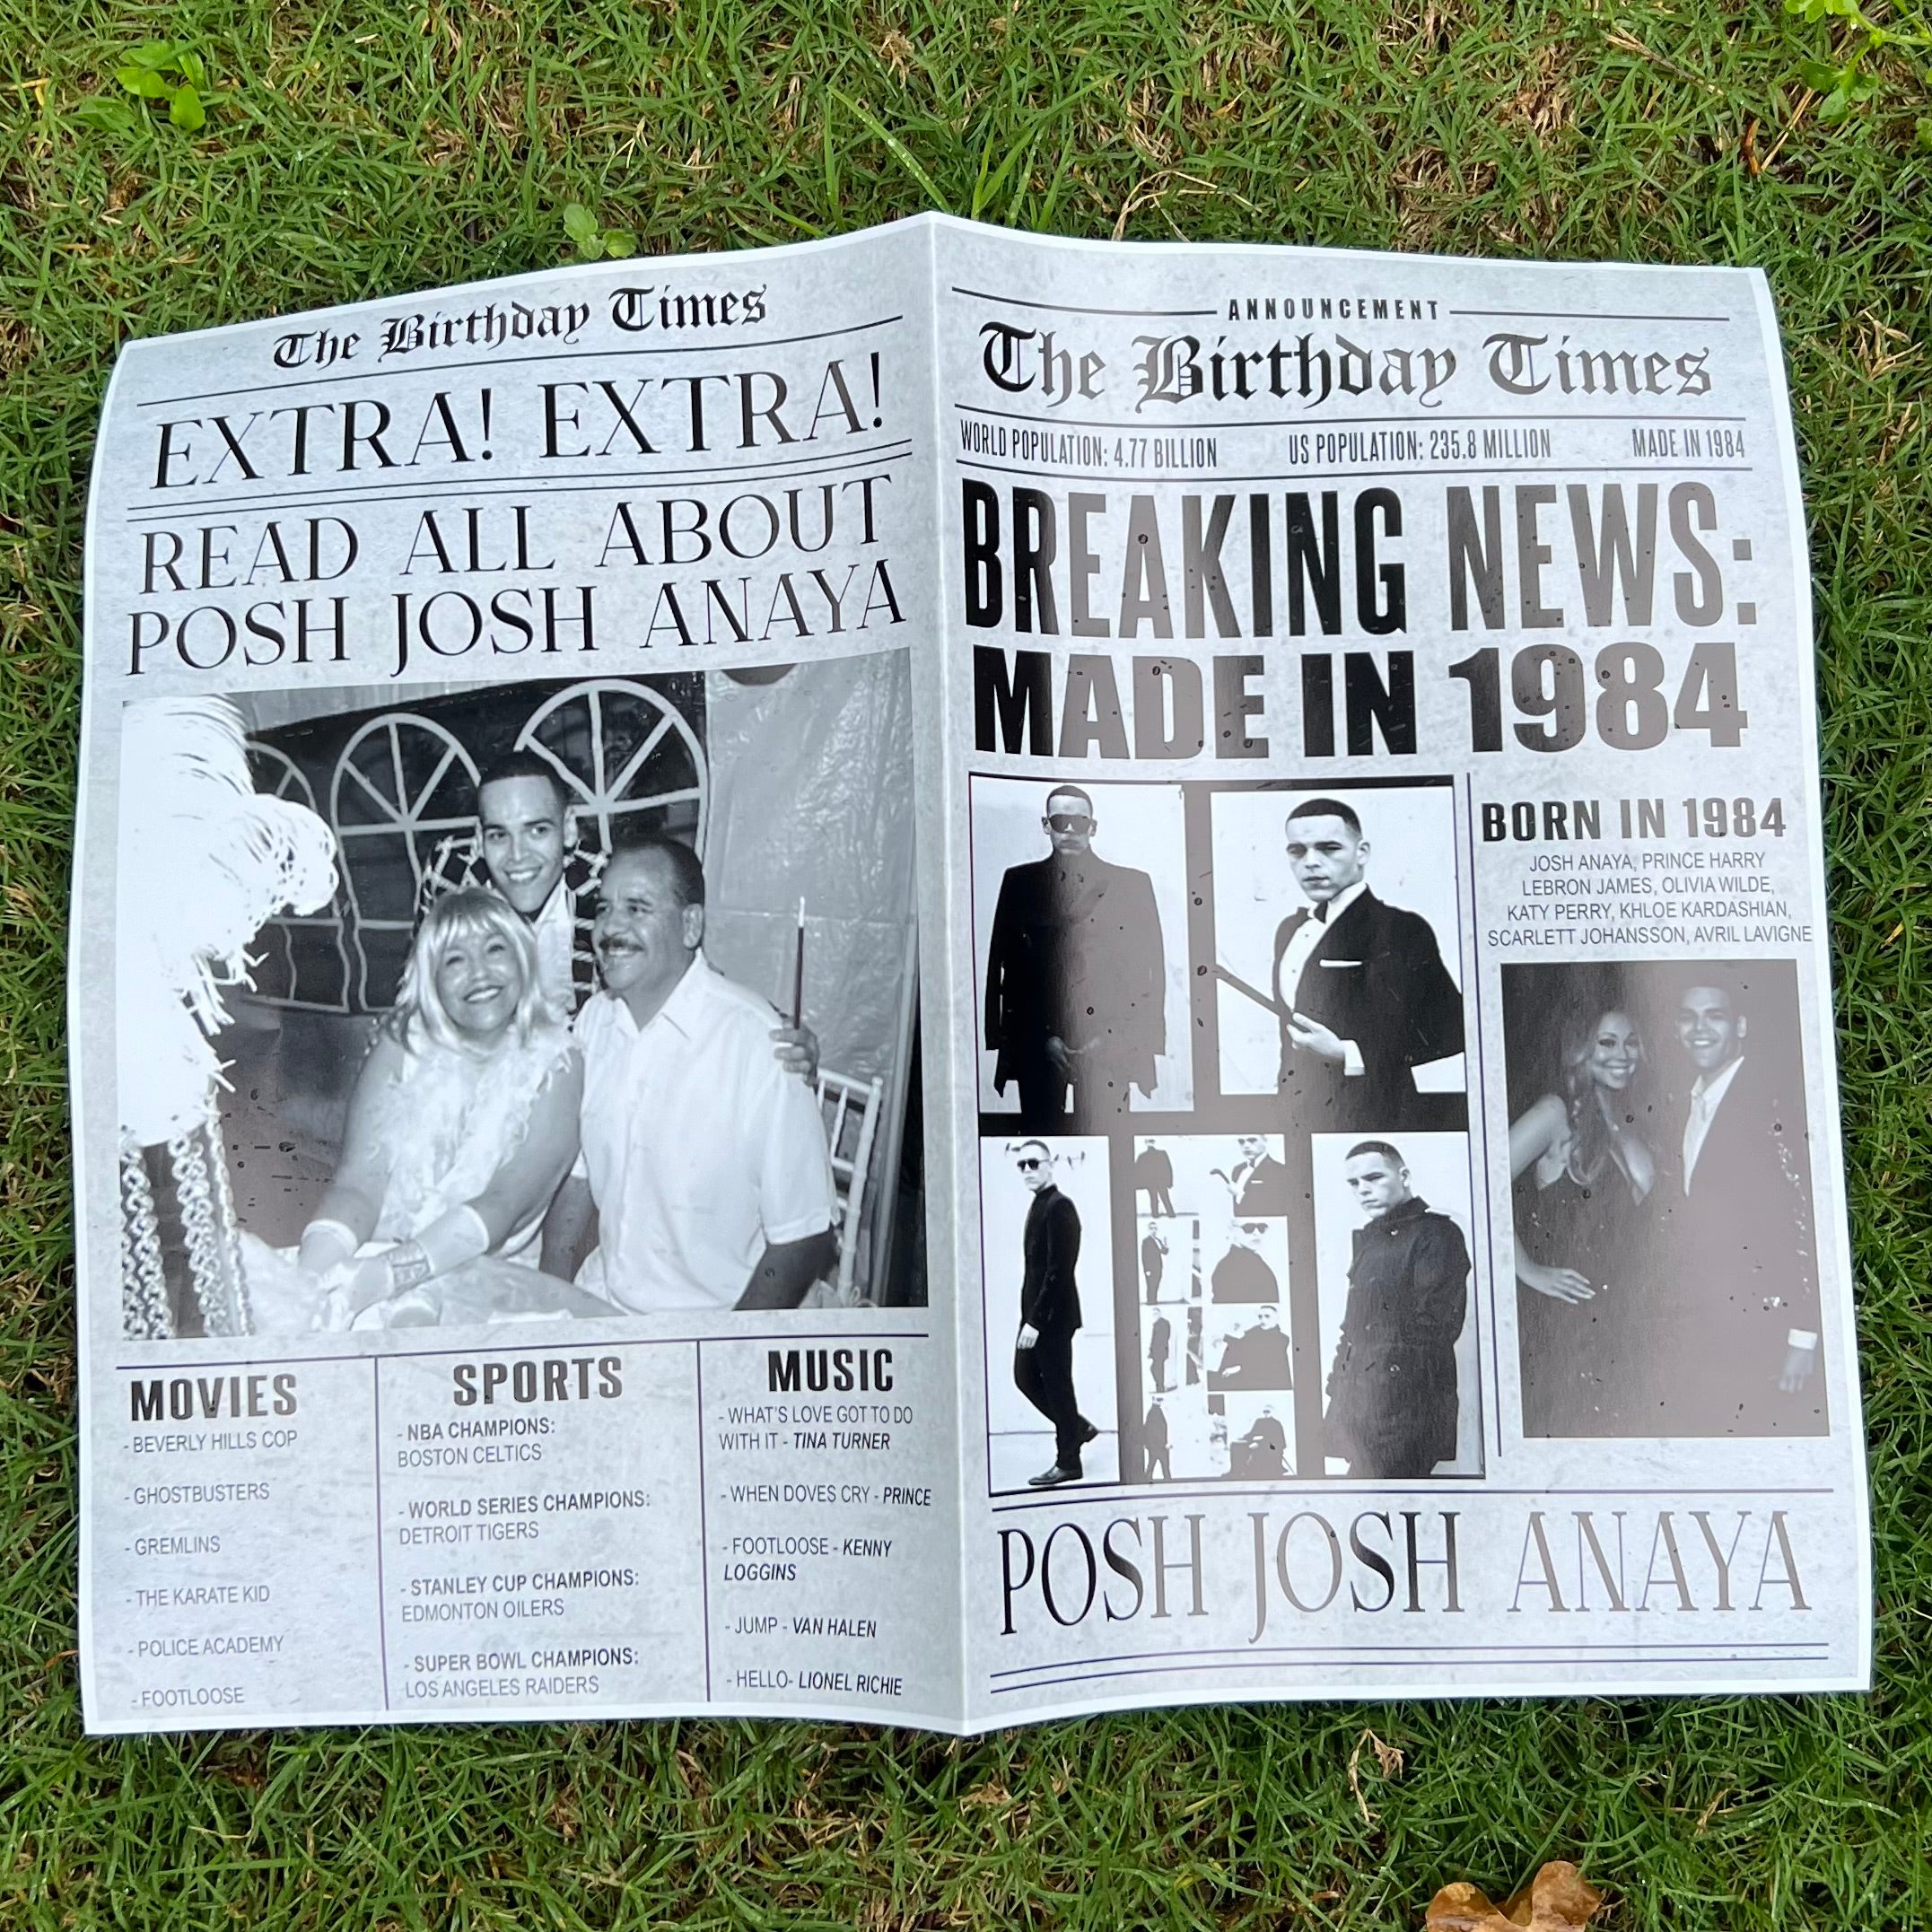 The Birthday Times
EXTRA! EXTRA!
READ ALL ABOUT
POSH JOSH ANAYA
MOVIES
- BEVERLY HILLS COP
- GHOSTBUSTERS
- GREMLINS
- THE KARATE KID
- POLICE ACADEMY
- FOOTLOOSE
SPORTS
- NBA CHAMPIONS:
BOSTON CELTICS
- WORLD SERIES CHAMPIONS:
DETROIT TIGERS
- STANLEY CUP CHAMPIONS:
EDMONTON OILERS
- SUPER BOWL CHAMPIONS:
LOS ANGELES RAIDERS
MUSIC
- WHAT'S LOVE GOT TO DO
WITH IT - TINA TURNER
- WHEN DOVES CRY - PRINCE
- FOOTLOOSE - KENNY
LOGGINS
- JUMP - VAN HALEN
- HELLO- LIONEL RICHIE
ANNOUNCEMENT
The Birthday Times
WORLD POPULATION: 4.77 BILLION US POPULATION: 235.8 MILLION MADE IN 1984
BREAKING NEWS:
MADE IN 1984
BORN IN 1984
JOSH ANAYA, PRINCE HARRY
LEBRON JAMES, OLIVIA WILDE,
KATY PERRY, KHLOE KARDASHIAN,
SCARLETT JOHANSSON, AVRIL LAVIGNE
POSH JOSH ANAYA